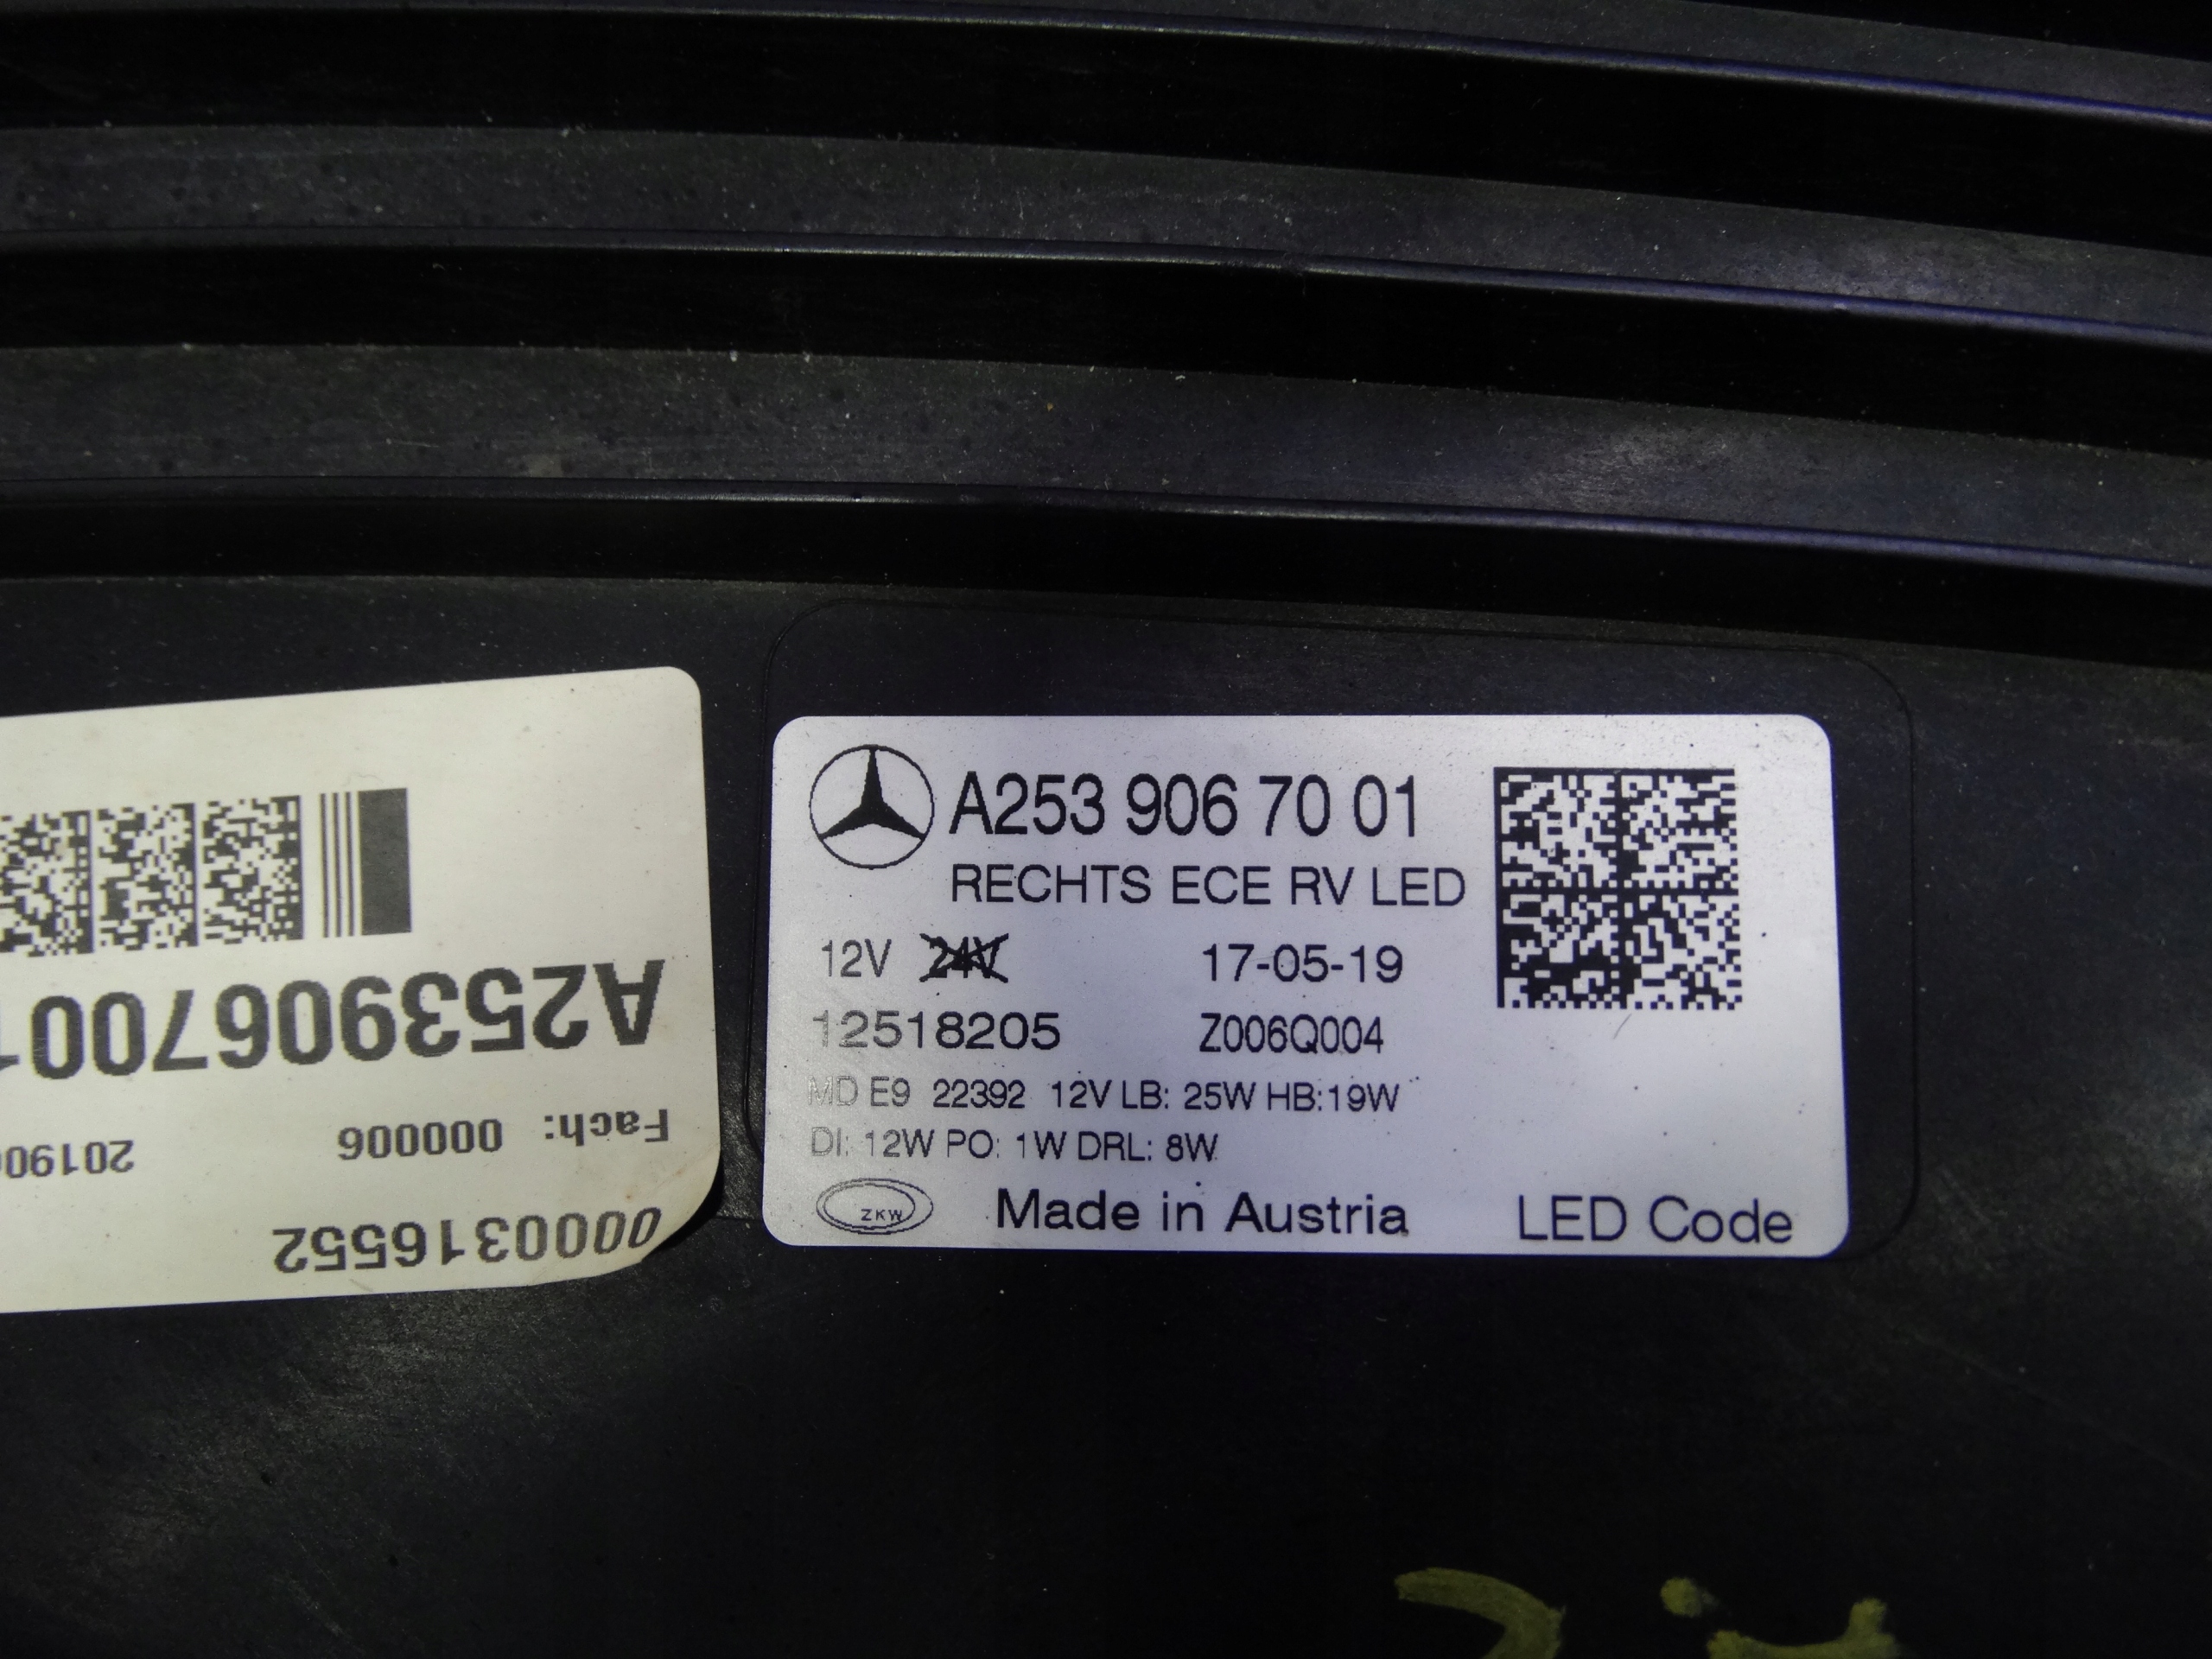 A253 906 70 01
RECHTS ECE RV LED
12V 24V 17-05-19
12518205 Z006Q004
MD E9 22392 12V LB: 25W HB:19W
DI: 12W PO: 1W DRL: 8W
ZKW Made in Austria LED Code
0000316552
Fach: 000006 20190
A2539067001